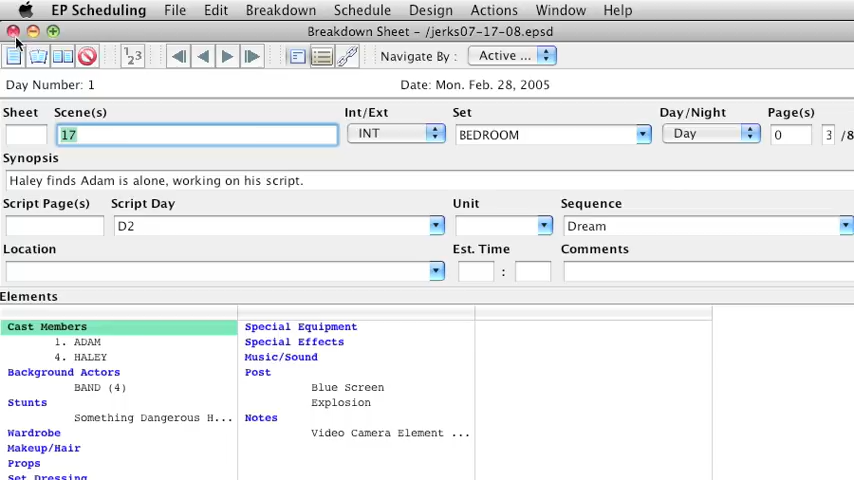 EP Scheduling File Edit Breakdown Schedule Design Actions Window Help
Breakdown Sheet - /jerks07-17-08.epsd
123 Navigate By: Active ...
Day Number: 1 Date: Mon. Feb. 28, 2005
Sheet Scene(s) Int/Ext Set Day/Night Page(s)
17 INT BEDROOM Day 0 3 /8
Synopsis
Haley finds Adam is alone, working on his script.
Script Page(s) Script Day Unit Sequence
D2 Dream
Location Est. Time Comments
:
Elements
Cast Members Special Equipment
1. ADAM Special Effects
4. HALEY Music/Sound
Background Actors Post
BAND (4) Blue Screen
Stunts Explosion
Something Dangerous H... Notes
Wardrobe Video Camera Element ...
Makeup/Hair
Props
Set Dressing